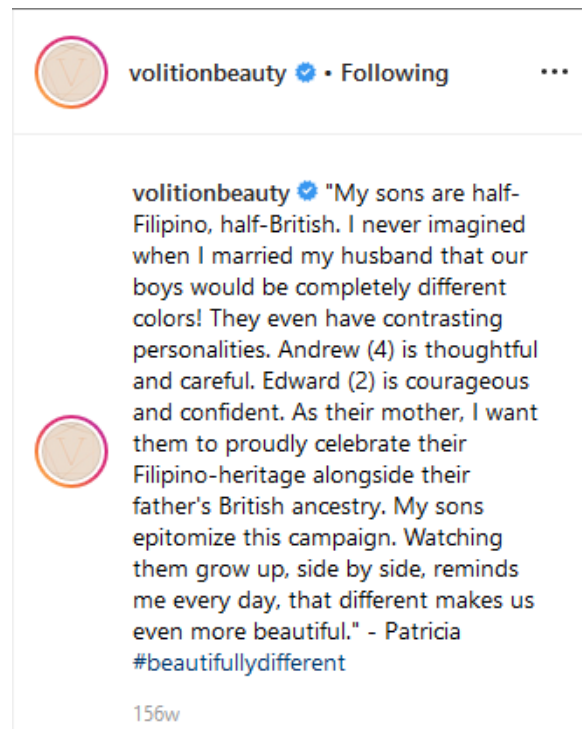 volitionbeauty • Following
volitionbeauty "My sons are half-
Filipino, half-British. I never imagined
when I married my husband that our
boys would be completely different
colors! They even have contrasting
personalities. Andrew (4) is thoughtful
and careful. Edward (2) is courageous
and confident. As their mother, I want
them to proudly celebrate their
Filipino-heritage alongside their
father's British ancestry. My sons
epitomize this campaign. Watching
them grow up, side by side, reminds
me every day, that different makes us
even more beautiful." - Patricia
#beautifullydifferent
156w